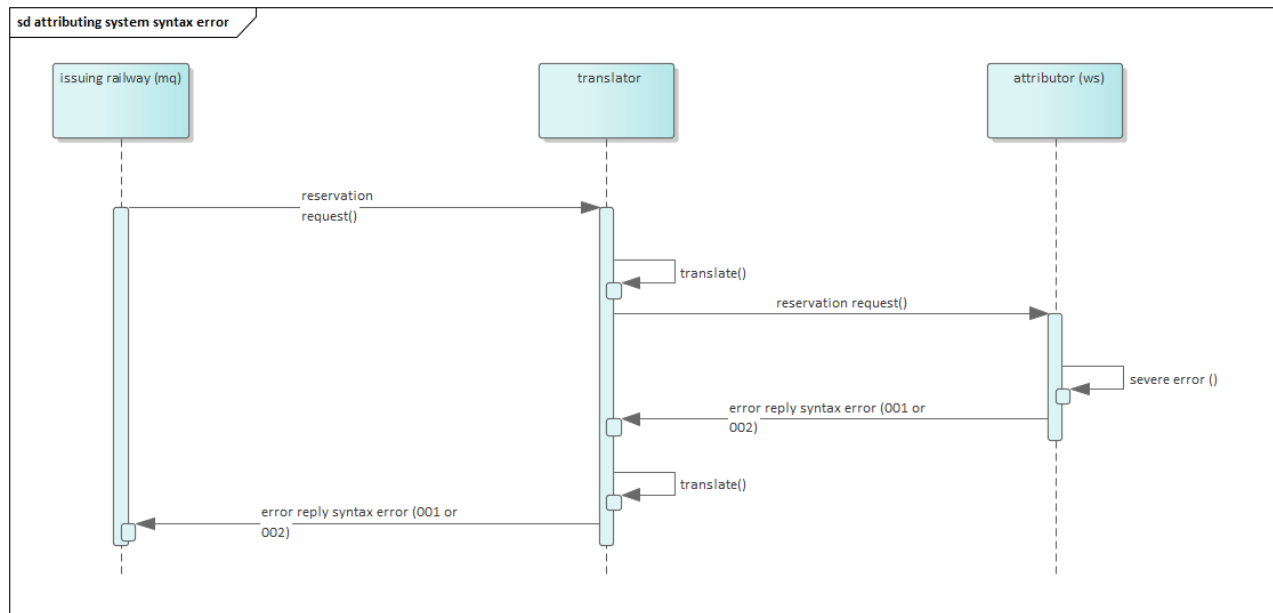 sd attributing system syntax error
issuing railway (mq)
translator
attributor (ws)
reservation
request()
translate()
reservation request()
severe error ()
error reply syntax error (001 or
002)
translate()
error reply syntax error (001 or
002)